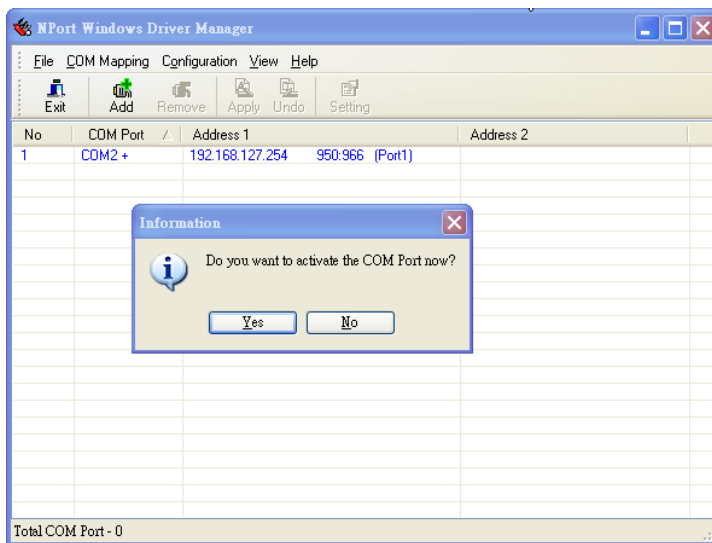 NPort Windows Driver Manager
File COM Mapping Configuration View Help
Exit Add Remove Apply Undo Setting
No COM Port Address 1 Address 2
1 COM2 + 192.168.127.254 950:966 (Port1)
Information
Do you want to activate the COM Port now?
Yes No
Total COM Port - 0